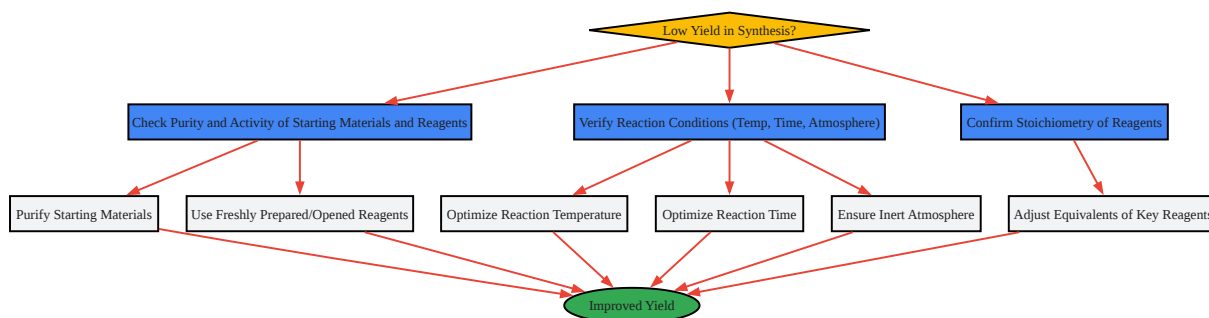 Low Yield in Synthesis?
Check Purity and Activity of Starting Materials and Reagents
Verify Reaction Conditions (Temp, Time, Atmosphere)
Confirm Stoichiometry of Reagents
Purify Starting Materials
Use Freshly Prepared/Opened Reagents
Optimize Reaction Temperature
Optimize Reaction Time
Ensure Inert Atmosphere
Adjust Equivalents of Key Reagents
Improved Yield